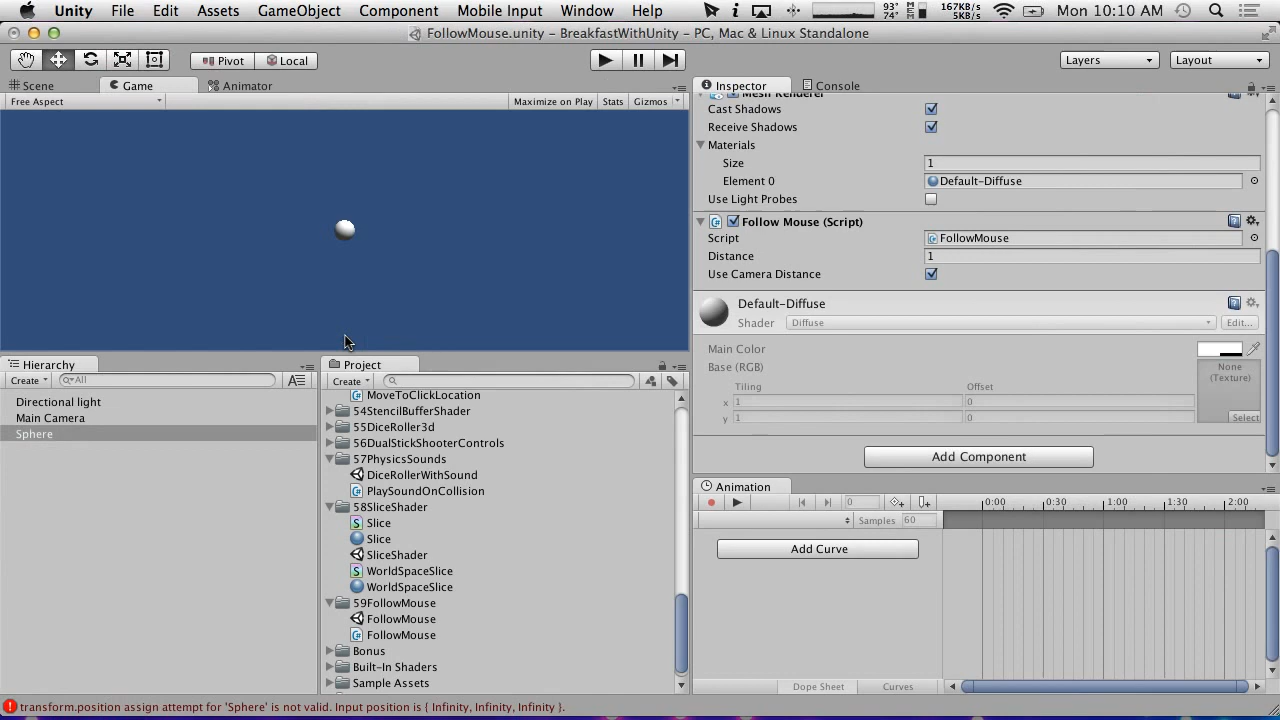 Unity File Edit Assets GameObject Component Mobile Input Window Help 93° 74° MEM 167KB/s 5KB/s Mon 10:10 AM
FollowMouse.unity – BreakfastWithUnity – PC, Mac & Linux Standalone
Pivot Local Layers Layout
Scene Game Animator
Free Aspect Maximize on Play Stats Gizmos
Inspector Console
Mesh Renderer
Cast Shadows
Receive Shadows
Materials
Size 1
Element 0 Default-Diffuse
Use Light Probes
Follow Mouse (Script)
Script FollowMouse
Distance 1
Use Camera Distance
Default-Diffuse
Shader Diffuse Edit...
Main Color
Base (RGB) None (Texture)
Tiling Offset
x 1 0
y 1 0 Select
Add Component
Hierarchy
Create All
Directional light
Main Camera
Sphere
Project
Create
MoveToClickLocation
54StencilBufferShader
55DiceRoller3d
56DualStickShooterControls
57PhysicsSounds
DiceRollerWithSound
PlaySoundOnCollision
58SliceShader
Slice
Slice
SliceShader
WorldSpaceSlice
WorldSpaceSlice
59FollowMouse
FollowMouse
FollowMouse
Bonus
Built-In Shaders
Sample Assets
Animation
0 0:00 0:30 1:00 1:30 2:00
Samples 60
Add Curve
Dope Sheet Curves
transform.position assign attempt for 'Sphere' is not valid. Input position is { Infinity, Infinity, Infinity }.